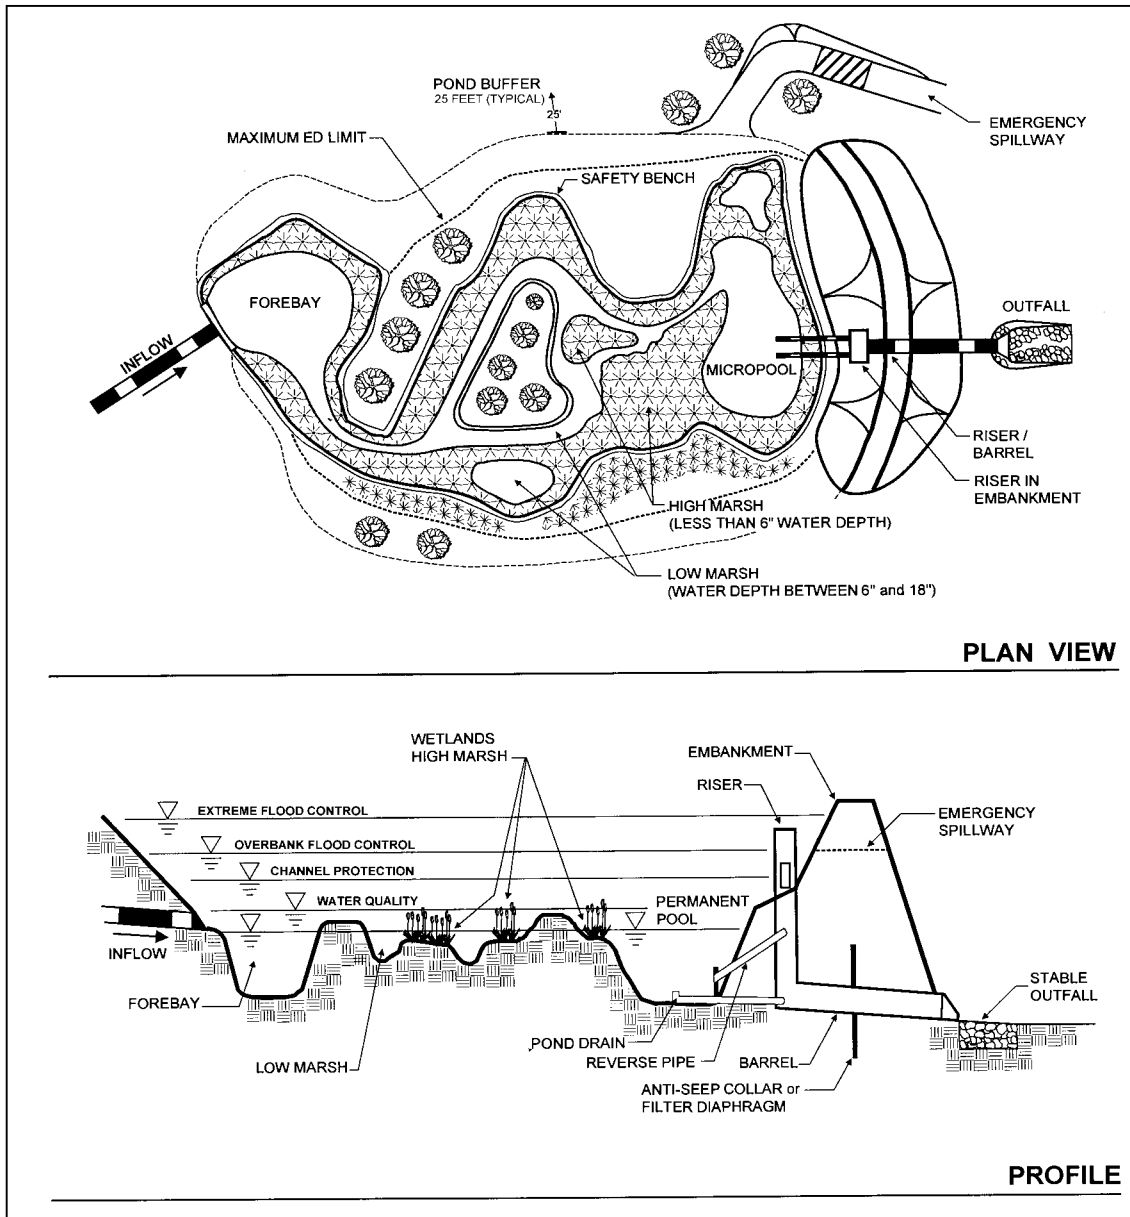 POND BUFFER
25 FEET (TYPICAL)
25'
MAXIMUM ED LIMIT
EMERGENCY
SPILLWAY
SAFETY BENCH
FOREBAY
INFLOW
OUTFALL
MICROPOOL
RISER /
BARREL
RISER IN
EMBANKMENT
HIGH MARSH
(LESS THAN 6" WATER DEPTH)
LOW MARSH
(WATER DEPTH BETWEEN 6" and 18")
PLAN VIEW
WETLANDS
HIGH MARSH
EMBANKMENT
RISER
EXTREME FLOOD CONTROL
EMERGENCY
SPILLWAY
OVERBANK FLOOD CONTROL
CHANNEL PROTECTION
WATER QUALITY
PERMANENT
POOL
INFLOW
FOREBAY
STABLE
OUTFALL
POND DRAIN
LOW MARSH
REVERSE PIPE
BARREL
ANTI-SEEP COLLAR or
FILTER DIAPHRAGM
PROFILE